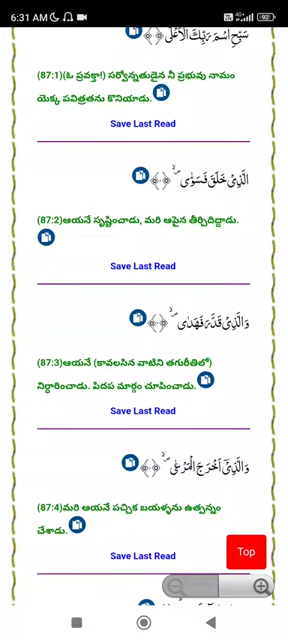 6:31 AM
4G+
92
سَبِّحِ اسْمَ رَبِّكَ الْاَعْلَى
(87:1)(ఓ ప్రవక్తా!) సర్వోన్నతుడైన నీ ప్రభువు నామం
యెక్క పవిత్రతను కొనియాడు.
Save Last Read
الَّذِىْ خَلَقَ فَسَوّٰى
(87:2)ఆయనే సృష్టించాడు, మరి ఆపైన తీర్చిదిద్దాడు.
Save Last Read
وَالَّذِىْ قَدَّرَ فَهَدٰى
(87:3)ఆయనే (కావలసిన వాటిని తగురీతిలో)
నిర్ధారించాడు. పిదప మార్గం చూపించాడు.
Save Last Read
وَالَّذِىْۤ اَخْرَجَ الْمَرْعٰى
(87:4)మరి ఆయనే పచ్చిక బయళ్ళను ఉత్పన్నం
చేశాడు.
Top
Save Last Read